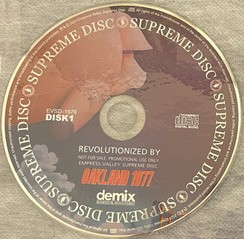 SUPREME DISC SUPREME DISC SUPREME DISC SUPREME DISC
EVSD-1976
DISK1
COMPACT
disc
DIGITAL AUDIO
REVOLUTIONIZED BY
NOT FOR SALE, PROMOTIONAL USE ONLY
EMPRESS VALLEY SUPREME DISC
OAKLAND 1977
demix